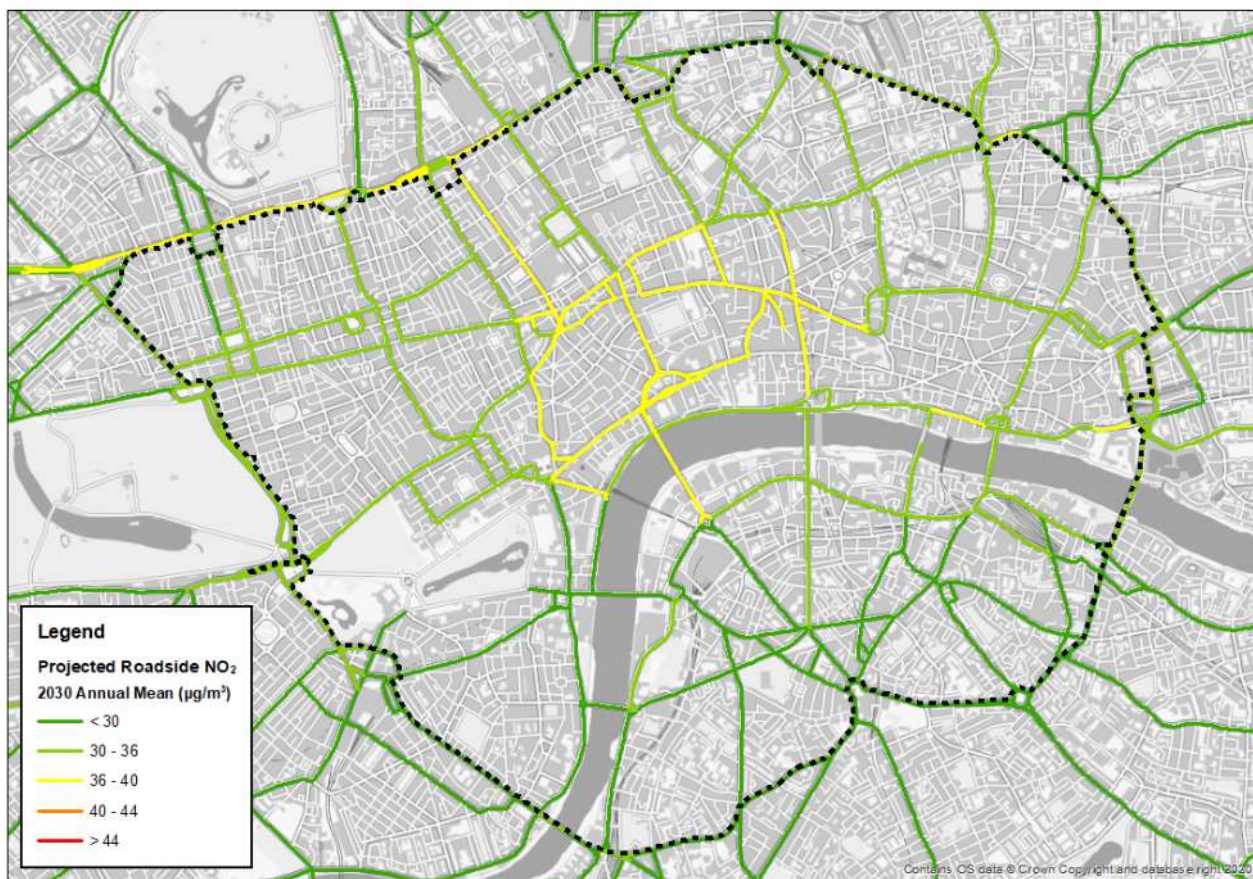 Legend
Projected Roadside NO₂
2030 Annual Mean (µg/m³)
< 30
30 - 36
36 - 40
40 - 44
> 44
Contains OS data © Crown Copyright and database right 2020